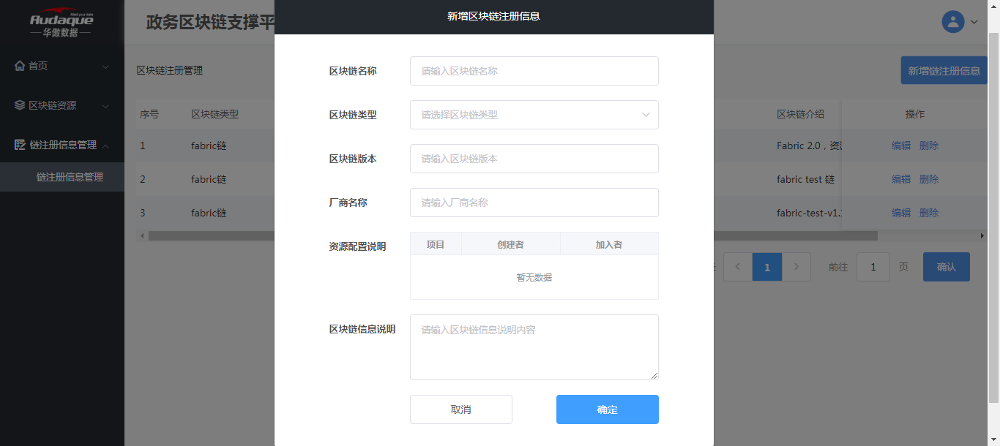 Audaque
华傲数据
政务区块链支撑平
新增区块链注册信息
首页
区块链资源
链注册信息管理
链注册信息管理
区块链注册管理
新增链注册信息
序号 区块链类型 区块链介绍 操作
1 fabric链 Fabric 2.0，资 编辑 删除
2 fabric链 fabric test 链 编辑 删除
3 fabric链 fabric-test-v1. 编辑 删除
1 前往 1 页 确认
区块链名称 请输入区块链名称
区块链类型 请选择区块链类型
区块链版本 请输入区块链版本
厂商名称 请输入厂商名称
资源配置说明 项目 创建者 加入者
暂无数据
区块链信息说明 请输入区块链信息说明内容
取消 确定